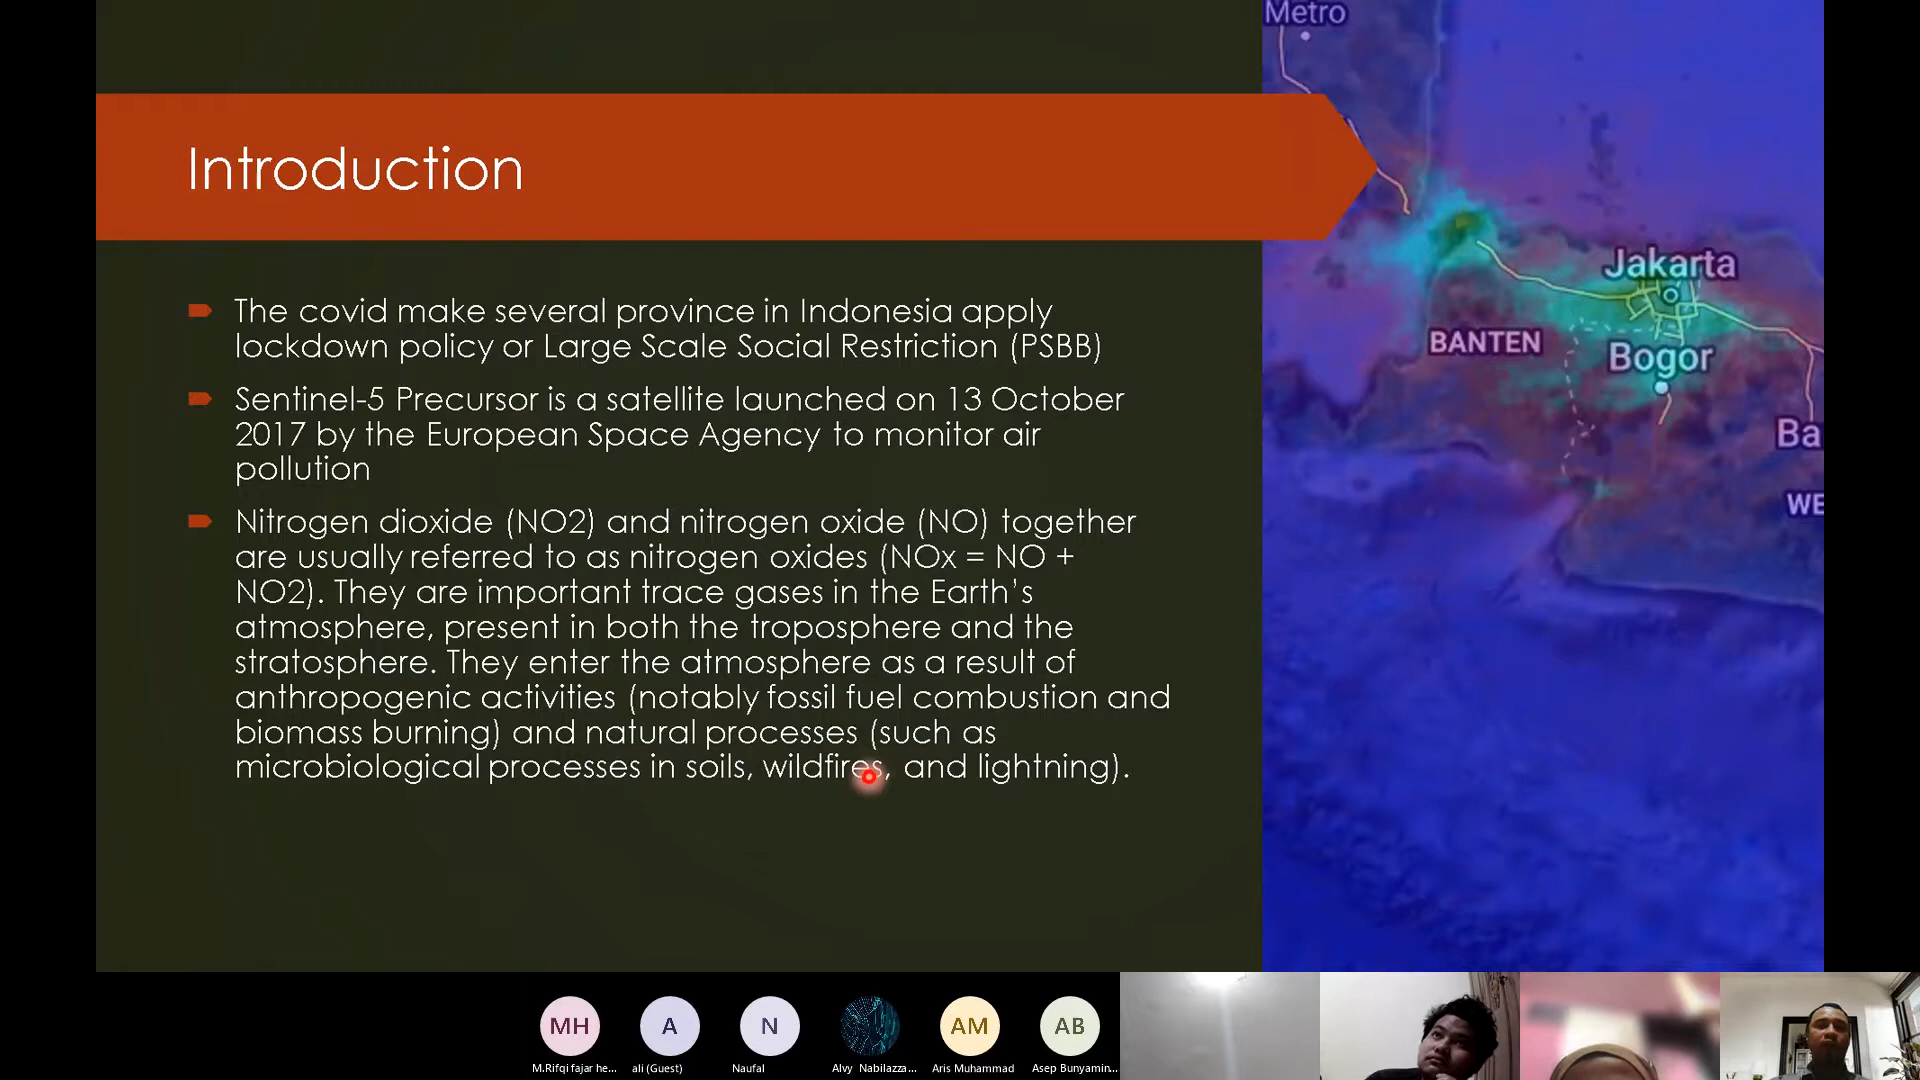 Metro
Introduction
Jakarta
The covid make several province in Indonesia apply
lockdown policy or Large Scale Social Restriction (PSBB)
BANTEN
Bogor
Sentinel-5 Precursor is a satellite launched on 13 October
2017 by the European Space Agency to monitor air
pollution
Ba
WE
Nitrogen dioxide (NO2) and nitrogen oxide (NO) together
are usually referred to as nitrogen oxides (NOx = NO +
NO2). They are important trace gases in the Earth's
atmosphere, present in both the troposphere and the
stratosphere. They enter the atmosphere as a result of
anthropogenic activities (notably fossil fuel combustion and
biomass burning) and natural processes (such as
microbiological processes in soils, wildfires, and lightning).
MH
A
N
AM
AB
M.Rifqi fajar he...
ali (Guest)
Naufal
Alvy Nabilazza...
Aris Muhammad
Asep Bunyamin...